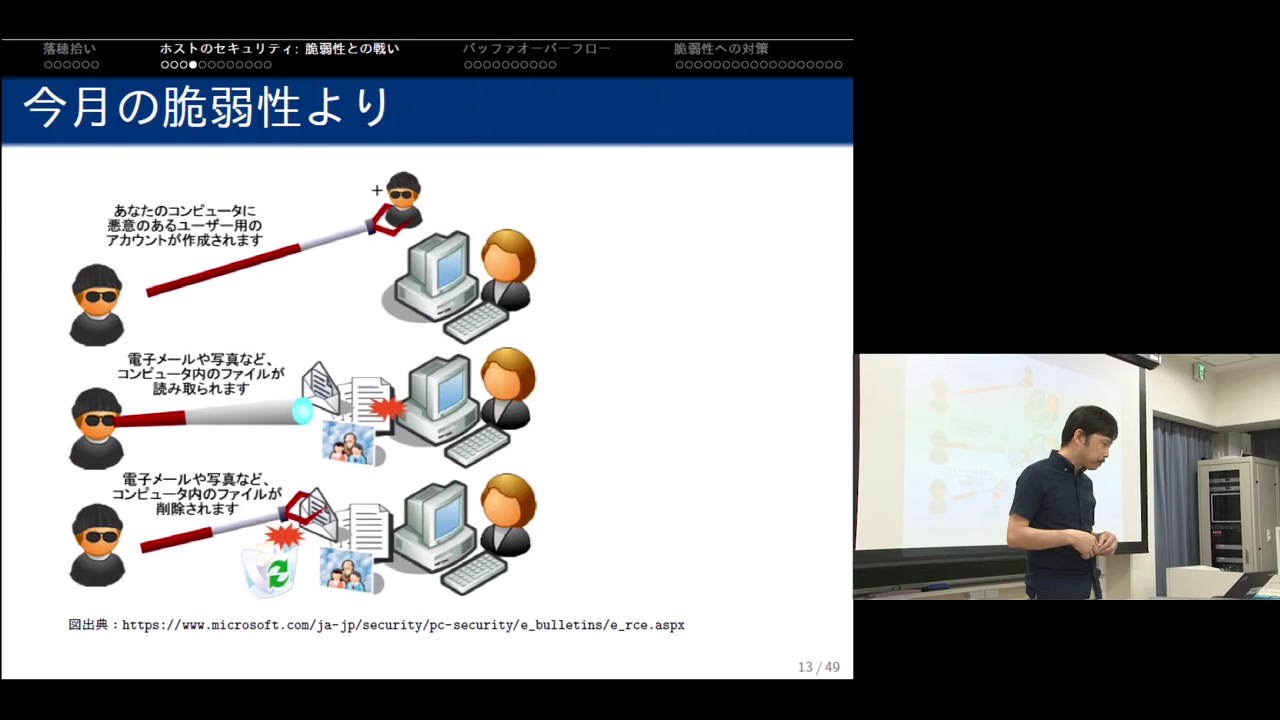 落穂拾い
ホストのセキュリティ: 脆弱性との戦い
バッファオーバーフロー
脆弱性への対策
今月の脆弱性より
あなたのコンピュータに
悪意のあるユーザー用の
アカウントが作成されます
電子メールや写真など、
コンピュータ内のファイルが
読み取られます
電子メールや写真など、
コンピュータ内のファイルが
削除されます
図出典：https://www.microsoft.com/ja-jp/security/pc-security/e_bulletins/e_rce.aspx
13 / 49